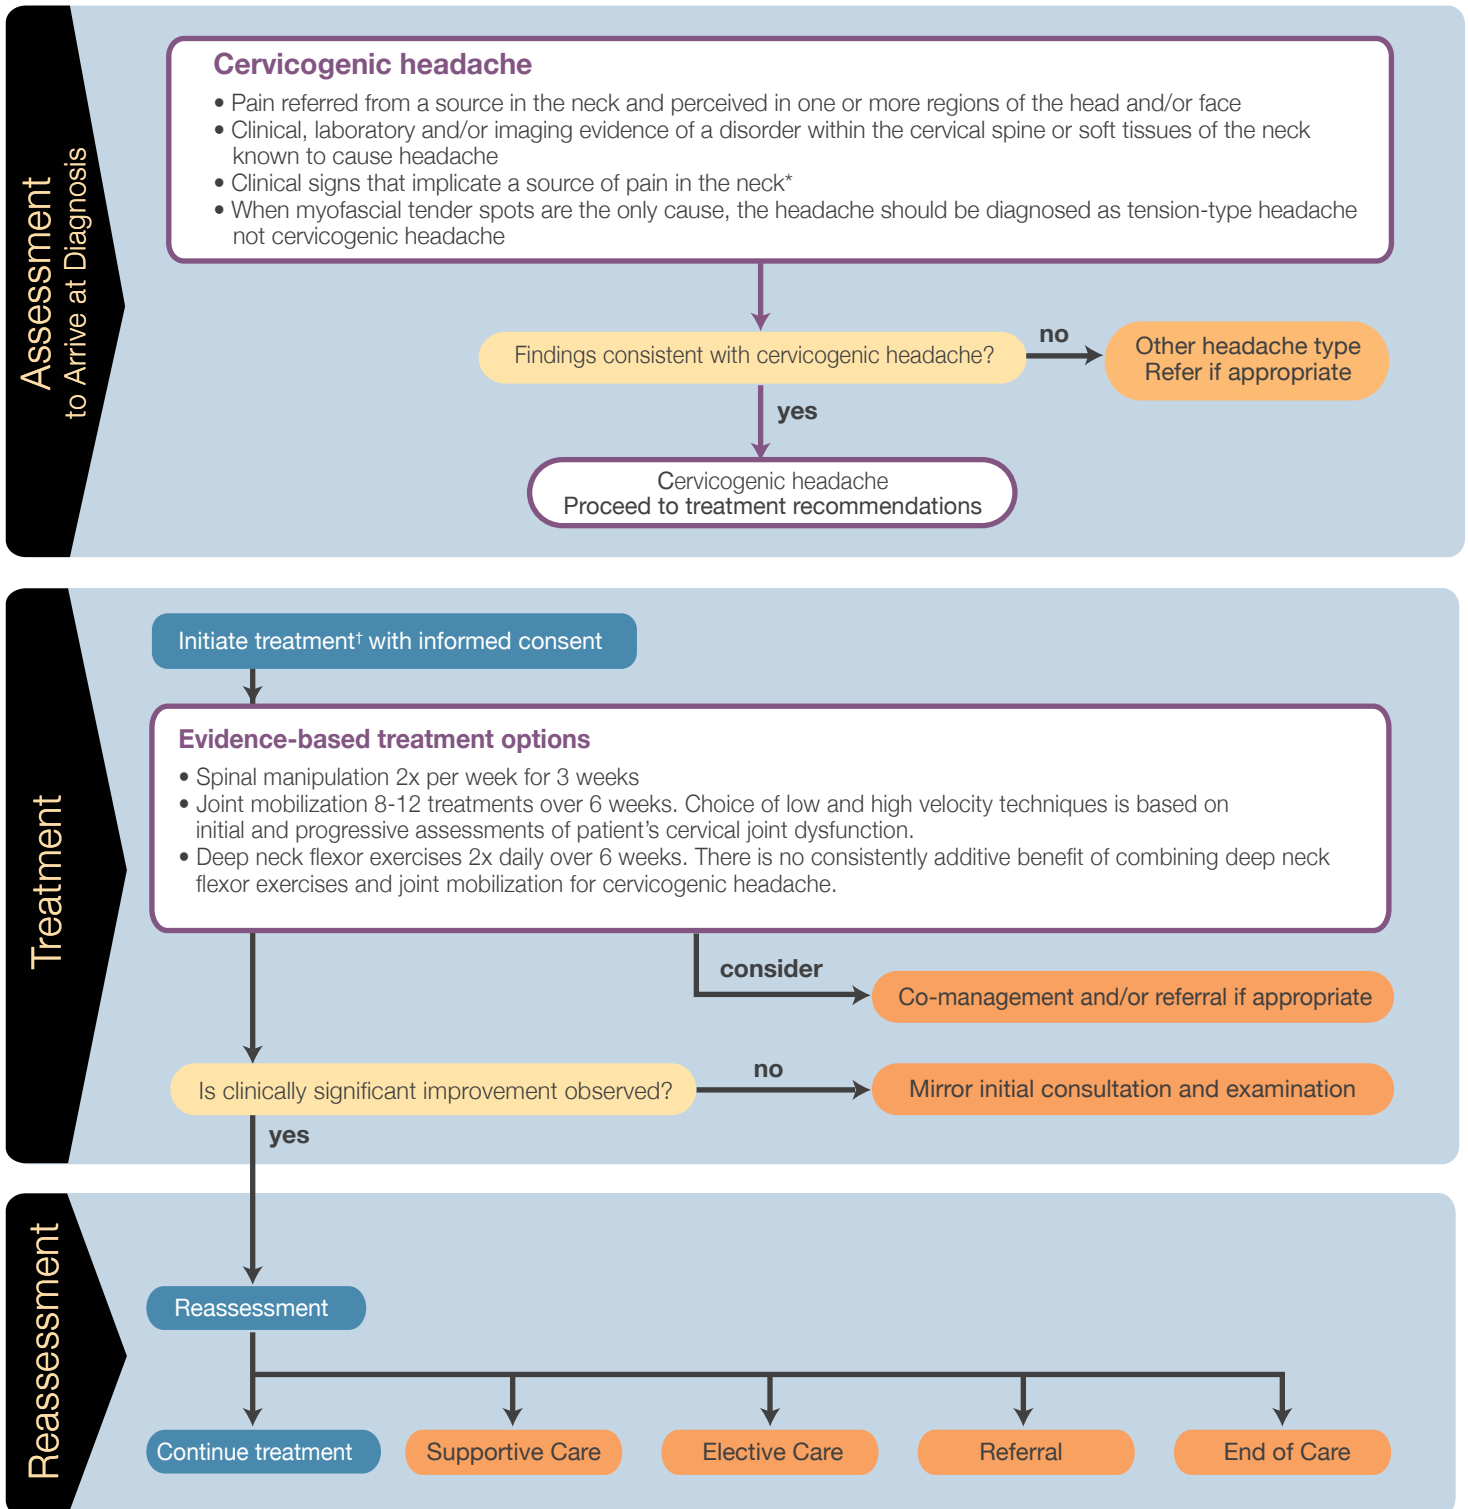 Assessment
to Arrive at Diagnosis
Cervicogenic headache
• Pain referred from a source in the neck and perceived in one or more regions of the head and/or face
• Clinical, laboratory and/or imaging evidence of a disorder within the cervical spine or soft tissues of the neck
known to cause headache
• Clinical signs that implicate a source of pain in the neck*
• When myofascial tender spots are the only cause, the headache should be diagnosed as tension-type headache
not cervicogenic headache
Findings consistent with cervicogenic headache?
no
Other headache type
Refer if appropriate
yes
Cervicogenic headache
Proceed to treatment recommendations
Treatment
Initiate treatment† with informed consent
Evidence-based treatment options
• Spinal manipulation 2x per week for 3 weeks
• Joint mobilization 8-12 treatments over 6 weeks. Choice of low and high velocity techniques is based on
initial and progressive assessments of patient’s cervical joint dysfunction.
• Deep neck flexor exercises 2x daily over 6 weeks. There is no consistently additive benefit of combining deep neck
flexor exercises and joint mobilization for cervicogenic headache.
consider
Co-management and/or referral if appropriate
Is clinically significant improvement observed?
no
Mirror initial consultation and examination
yes
Reassessment
Reassessment
Continue treatment
Supportive Care
Elective Care
Referral
End of Care